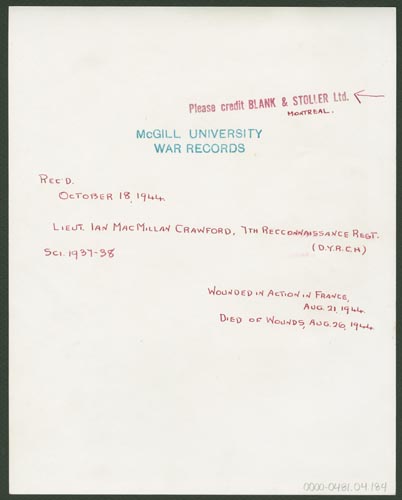 Please credit BLANK & STOLLER Ltd.
MONTREAL.
McGILL UNIVERSITY
WAR RECORDS
REC'D.
OCTOBER 18, 1944.
LIEUT. IAN MACMILLAN CRAWFORD, 7TH RECCONNAISSANCE REGT.
(D.Y.R.C.H)
SCI. 1937-38
WOUNDED IN ACTION IN FRANCE,
AUG. 21, 1944.
DIED OF WOUNDS, AUG. 26, 1944
0000-0481.04.184